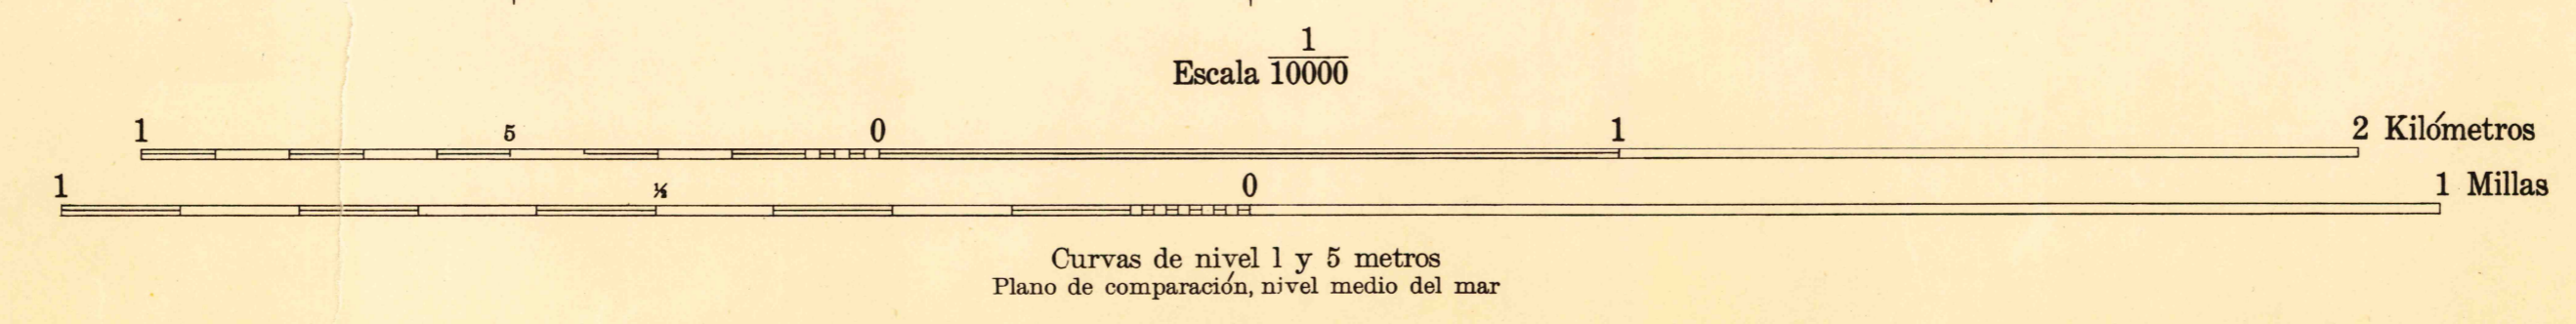 1
Escala 10000
1 5 0 1 2 Kilómetros
1 ½ 0 1 Millas
Curvas de nivel 1 y 5 metros
Plano de comparación, nivel medio del mar